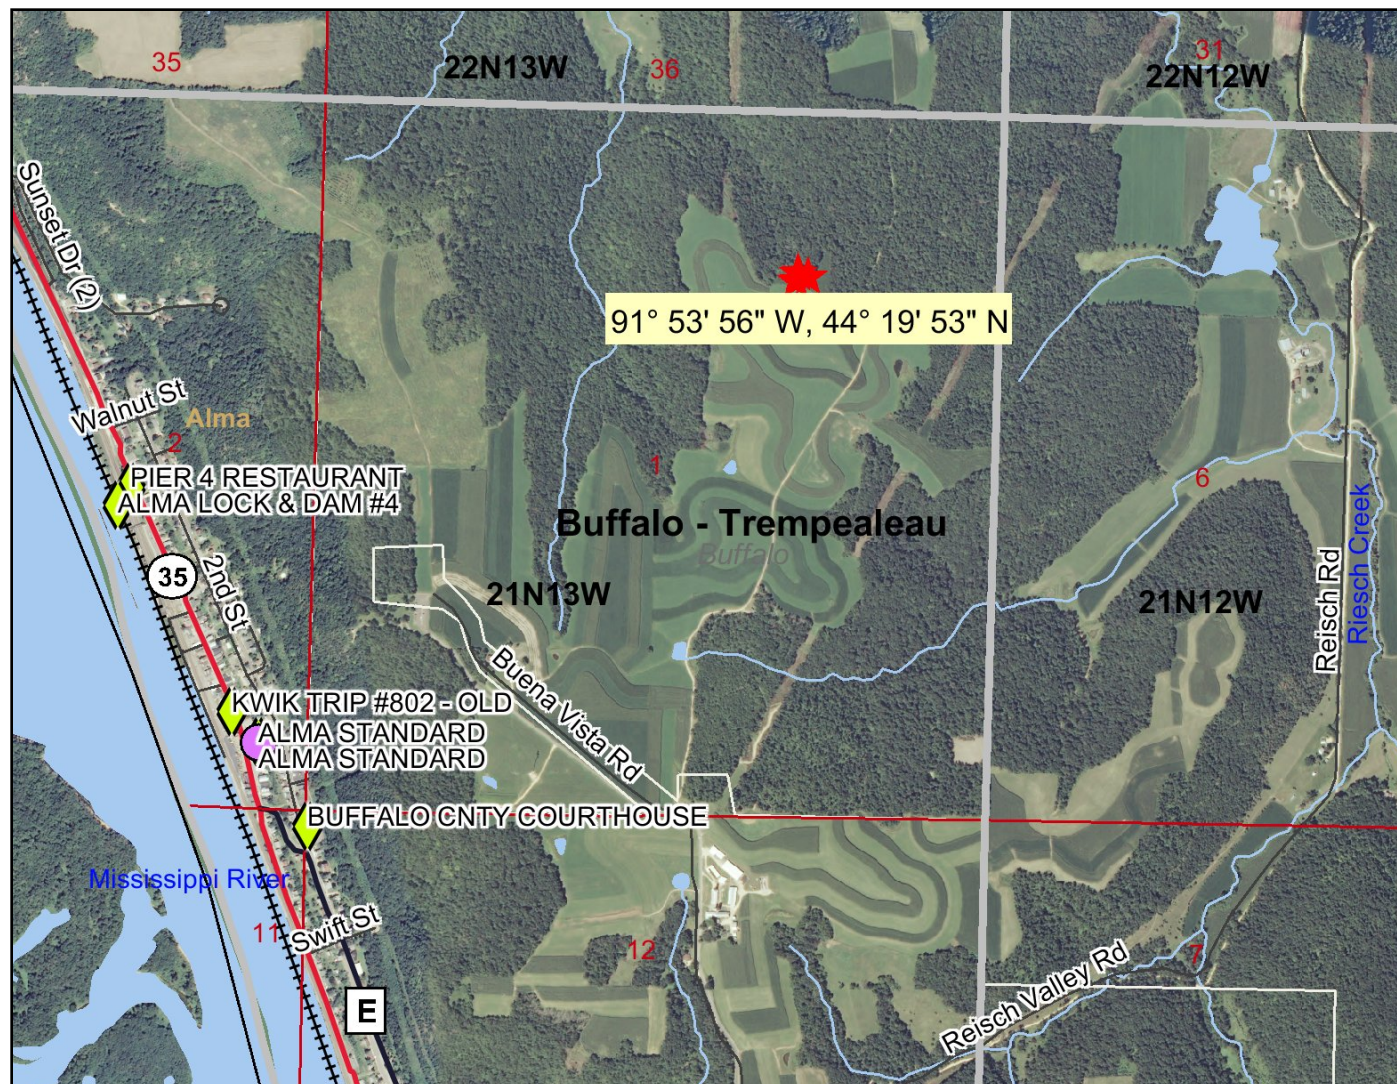 35
22N13W
36
31
22N12W
Sunset Dr (2)
91° 53' 56" W, 44° 19' 53" N
Walnut St
Alma
2
PIER 4 RESTAURANT
ALMA LOCK & DAM #4
1
6
Buffalo - Trempealeau
Buffalo
35
2nd St
21N13W
21N12W
Reisch Rd
Riesch Creek
Buena Vista Rd
KWIK TRIP #802 - OLD
ALMA STANDARD
ALMA STANDARD
BUFFALO CNTY COURTHOUSE
Mississippi River
11
Swift St
12
7
Reisch Valley Rd
E